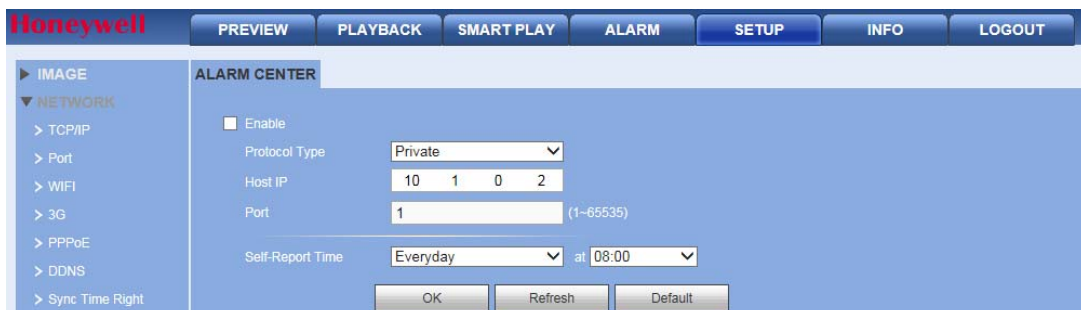 Honeywell
PREVIEW PLAYBACK SMART PLAY ALARM SETUP INFO LOGOUT
IMAGE
NETWORK
> TCP/IP
> Port
> WIFI
> 3G
> PPPoE
> DDNS
> Sync Time Right
ALARM CENTER
Enable
Protocol Type Private
Host IP 10 1 0 2
Port 1 (1~65535)
Self-Report Time Everyday at 08:00
OK Refresh Default